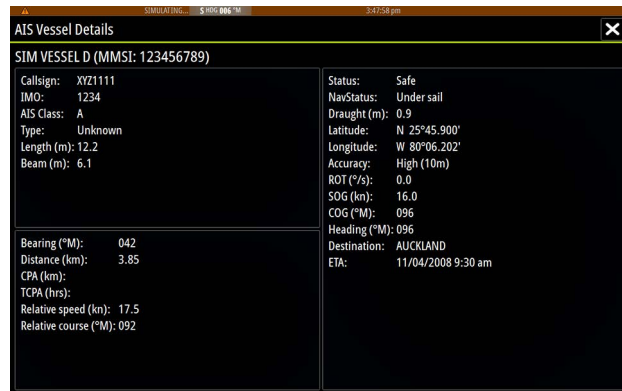 SIMULATING... S HDG 006 °M 3:47:58 pm
AIS Vessel Details
SIM VESSEL D (MMSI: 123456789)
Callsign: XYZ1111
IMO: 1234
AIS Class: A
Type: Unknown
Length (m): 12.2
Beam (m): 6.1
Bearing (°M): 042
Distance (km): 3.85
CPA (km):
TCPA (hrs):
Relative speed (kn): 17.5
Relative course (°M): 092
Status: Safe
NavStatus: Under sail
Draught (m): 0.9
Latitude: N 25°45.900'
Longitude: W 80°06.202'
Accuracy: High (10m)
ROT (°/s): 0.0
SOG (kn): 16.0
COG (°M): 096
Heading (°M): 096
Destination: AUCKLAND
ETA: 11/04/2008 9:30 am